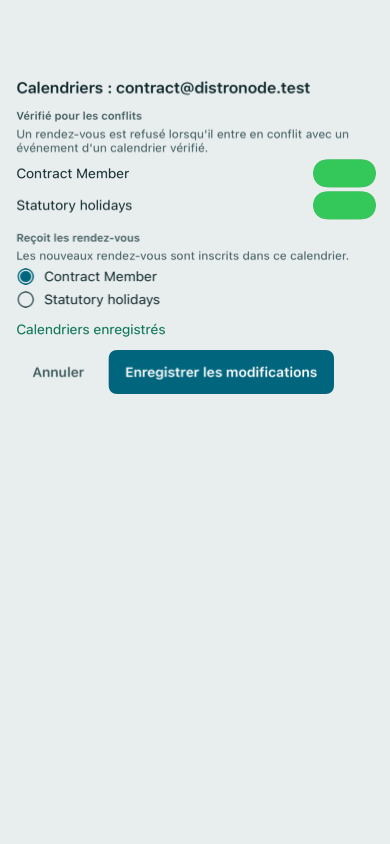 Calendriers : contract@distronode.test
Vérifié pour les conflits
Un rendez-vous est refusé lorsqu'il entre en conflit avec un
événement d'un calendrier vérifié.
Contract Member
Statutory holidays
Reçoit les rendez-vous
Les nouveaux rendez-vous sont inscrits dans ce calendrier.
Contract Member
Statutory holidays
Calendriers enregistrés
Annuler
Enregistrer les modifications